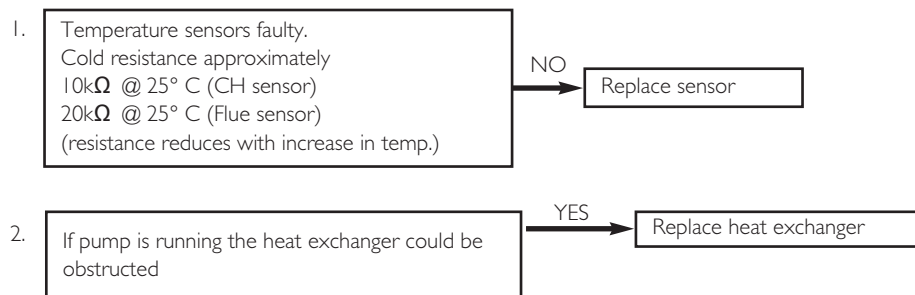 1.
Temperature sensors faulty.
Cold resistance approximately
10kΩ @ 25° C (CH sensor)
20kΩ @ 25° C (Flue sensor)
(resistance reduces with increase in temp.)
NO
Replace sensor
2.
If pump is running the heat exchanger could be
obstructed
YES
Replace heat exchanger